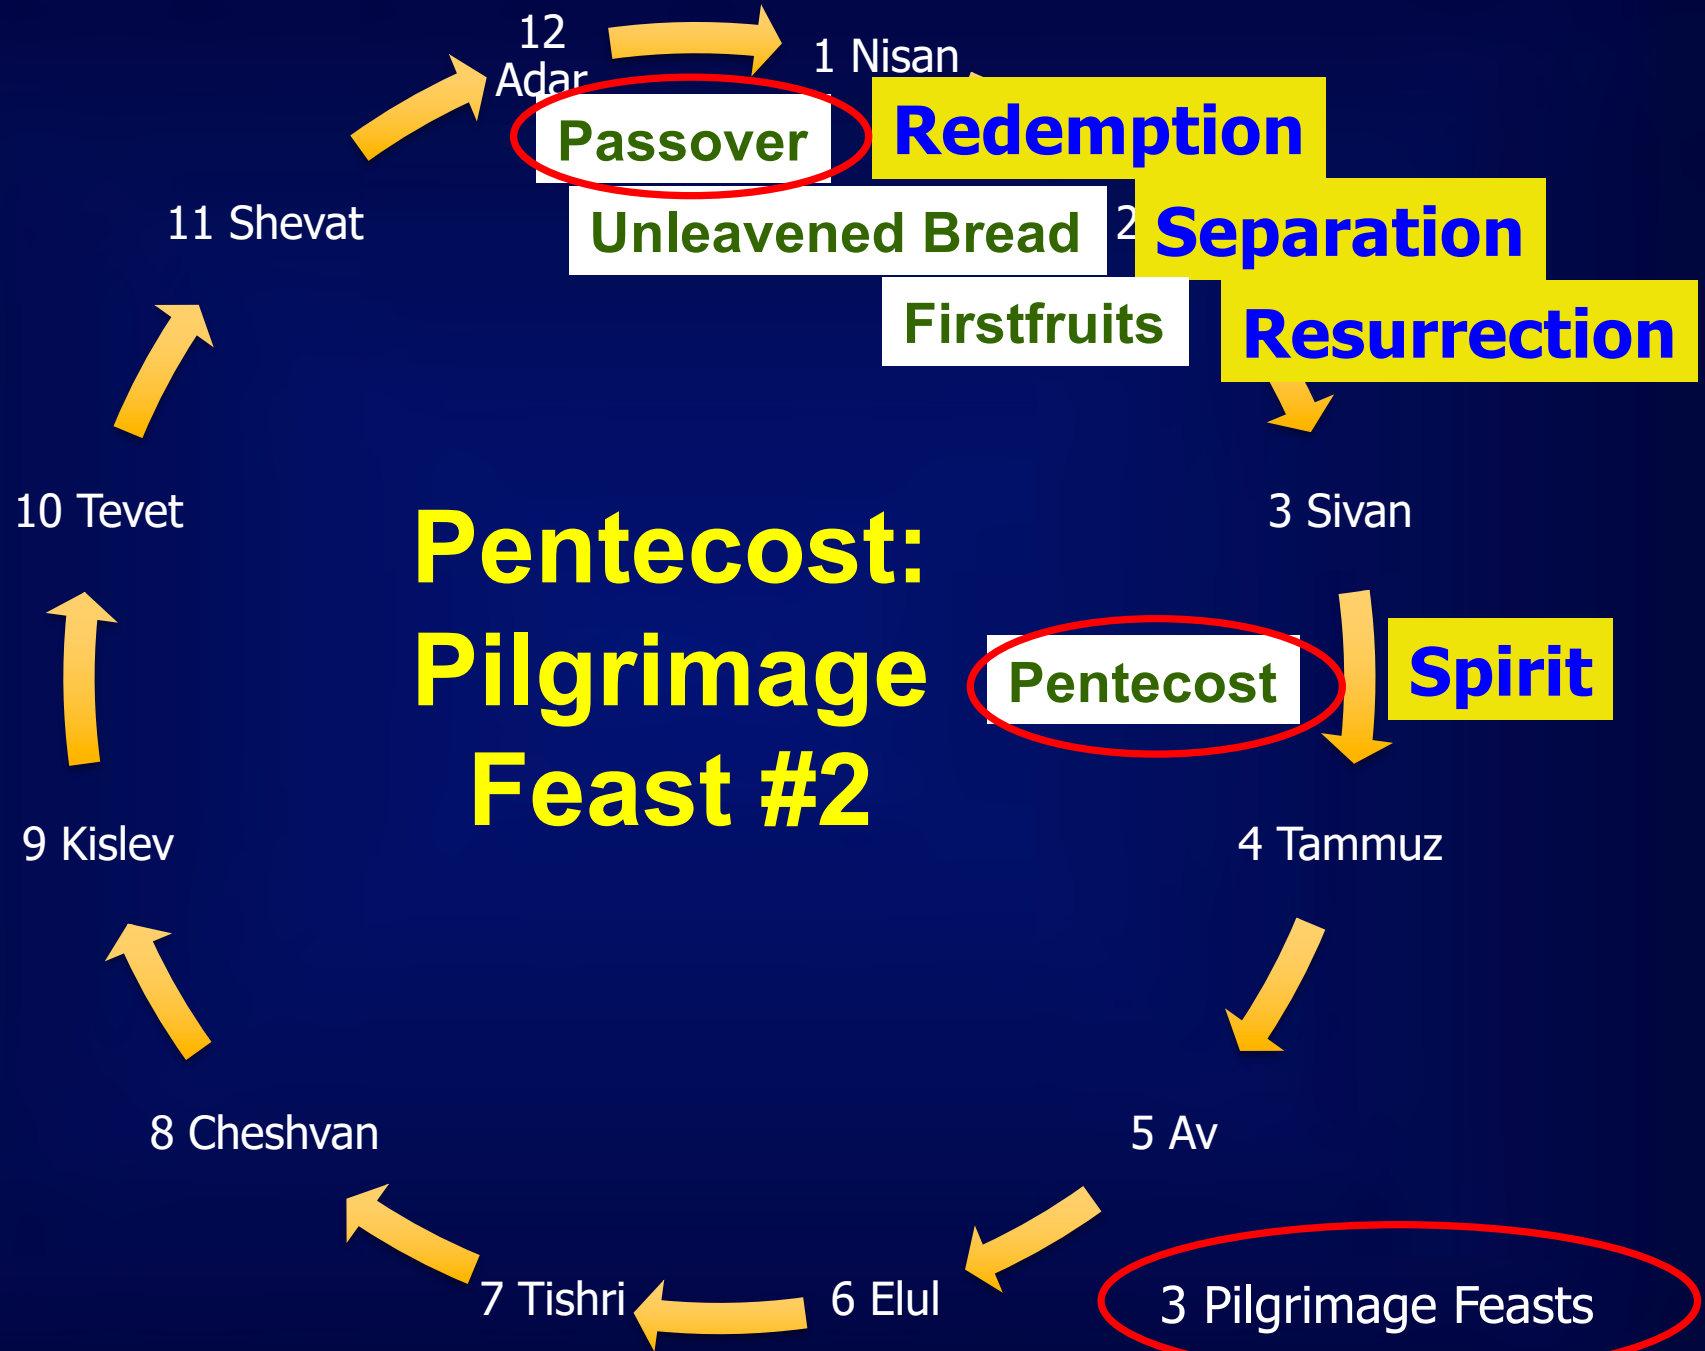 12
Adar
1 Nisan
Passover
Redemption
11 Shevat
Unleavened Bread
2
Separation
Firstfruits
Resurrection
10 Tevet
3 Sivan
Pentecost:
Pilgrimage
Feast #2
Pentecost
Spirit
9 Kislev
4 Tammuz
8 Cheshvan
5 Av
7 Tishri
6 Elul
3 Pilgrimage Feasts